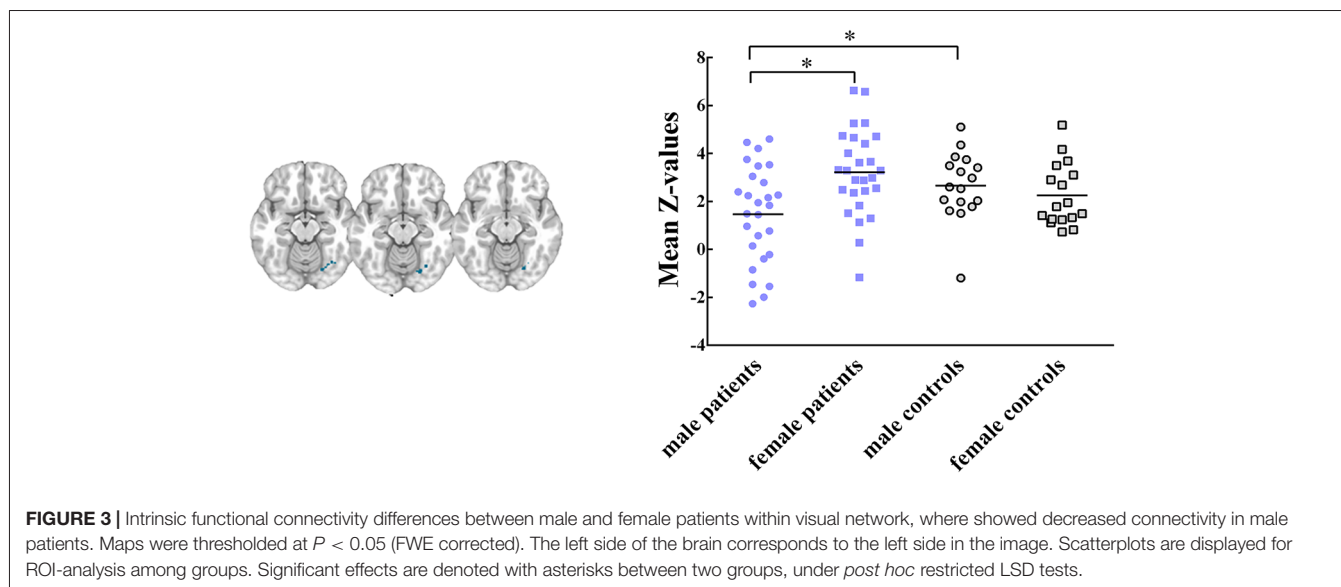 *
*
8
6
4
2
0
-2
-4
Mean Z-values
male patients
female patients
male controls
female controls
FIGURE 3 | Intrinsic functional connectivity differences between male and female patients within visual network, where showed decreased connectivity in male
patients. Maps were thresholded at P < 0.05 (FWE corrected). The left side of the brain corresponds to the left side in the image. Scatterplots are displayed for
ROI-analysis among groups. Significant effects are denoted with asterisks between two groups, under post hoc restricted LSD tests.